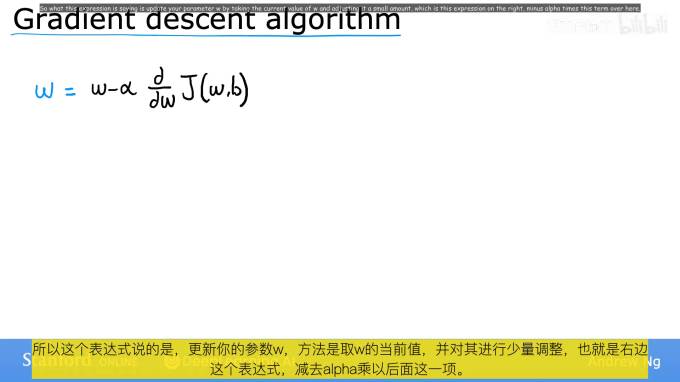 So what this expression is saying is update your parameter w by taking the current value of w and adjusting it a small amount, which is this expression on the right, minus alpha times this term over here.
Gradient descent algorithm
bilibili
w = w-α d/dw J(w,b)
所以这个表达式说的是，更新你的参数w，方法是取w的当前值，并对其进行少量调整，也就是右边
这个表达式，减去alpha乘以后面这一项。
Stanford ONLINE Andrew Ng